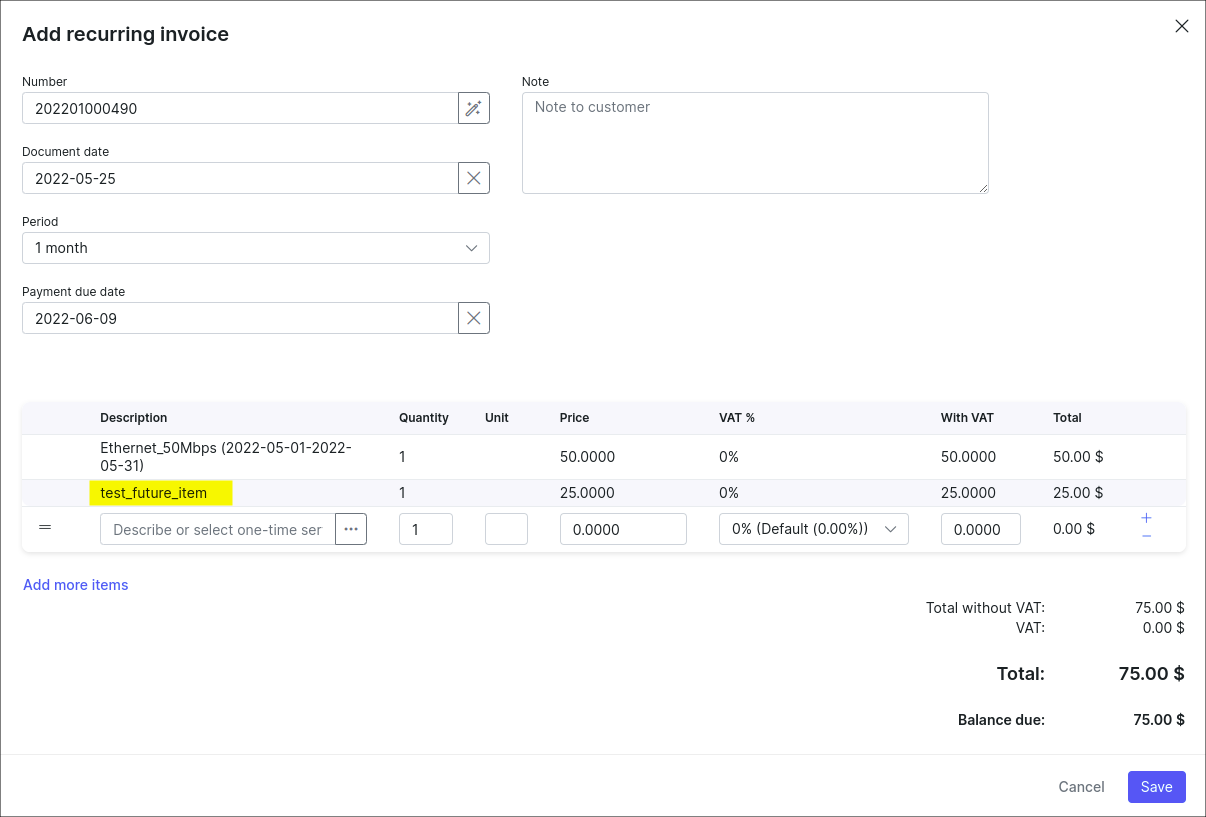 Add recurring invoice
Number
202201000490
Document date
2022-05-25
Period
1 month
Payment due date
2022-06-09
Note
Note to customer
Description Quantity Unit Price VAT % With VAT Total
Ethernet_50Mbps (2022-05-01-2022-
05-31) 1 50.0000 0% 50.0000 50.00 $
test_future_item 1 25.0000 0% 25.0000 25.00 $
Describe or select one-time ser ... 1 0.0000 0% (Default (0.00%)) 0.0000 0.00 $
Add more items
Total without VAT: 75.00 $
VAT: 0.00 $
Total: 75.00 $
Balance due: 75.00 $
Cancel Save